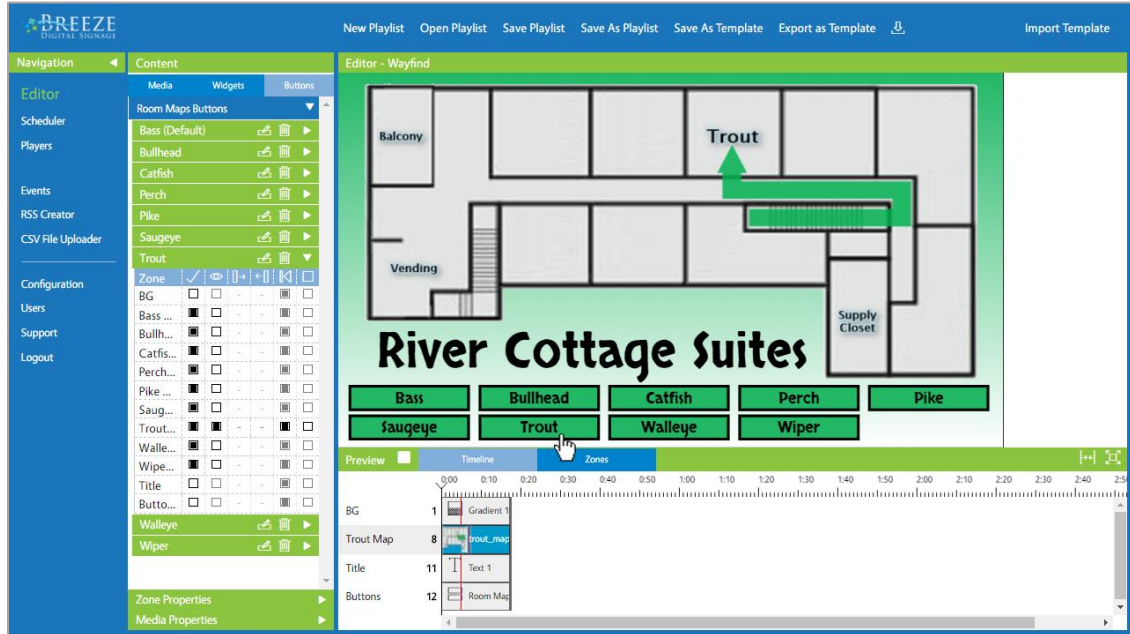 BREEZE
DIGITAL SIGNAGE
New Playlist Open Playlist Save Playlist Save As Playlist Save As Template Export as Template Import Template
Navigation
Editor
Scheduler
Players
Events
RSS Creator
CSV File Uploader
Configuration
Users
Support
Logout
Content
Media Widgets Buttons
Room Maps Buttons
Bass (Default)
Bullhead
Catfish
Perch
Pike
Saugeye
Trout
Zone
BG
Bass ...
Bullh...
Catfis...
Perch...
Pike ...
Saug...
Trout...
Walle...
Wipe...
Title
Butto...
Walleye
Wiper
Zone Properties
Media Properties
Editor - Wayfind
Balcony
Trout
Vending
Supply
Closet
River Cottage Suites
Bass Bullhead Catfish Perch Pike
Saugeye Trout Walleye Wiper
Preview Timeline Zones
0:00 0:10 0:20 0:30 0:40 0:50 1:00 1:10 1:20 1:30 1:40 1:50 2:00 2:10 2:20 2:30 2:40 2:50
BG 1 Gradient 1
Trout Map 8 trout_map
Title 11 T Text 1
Buttons 12 Room Map